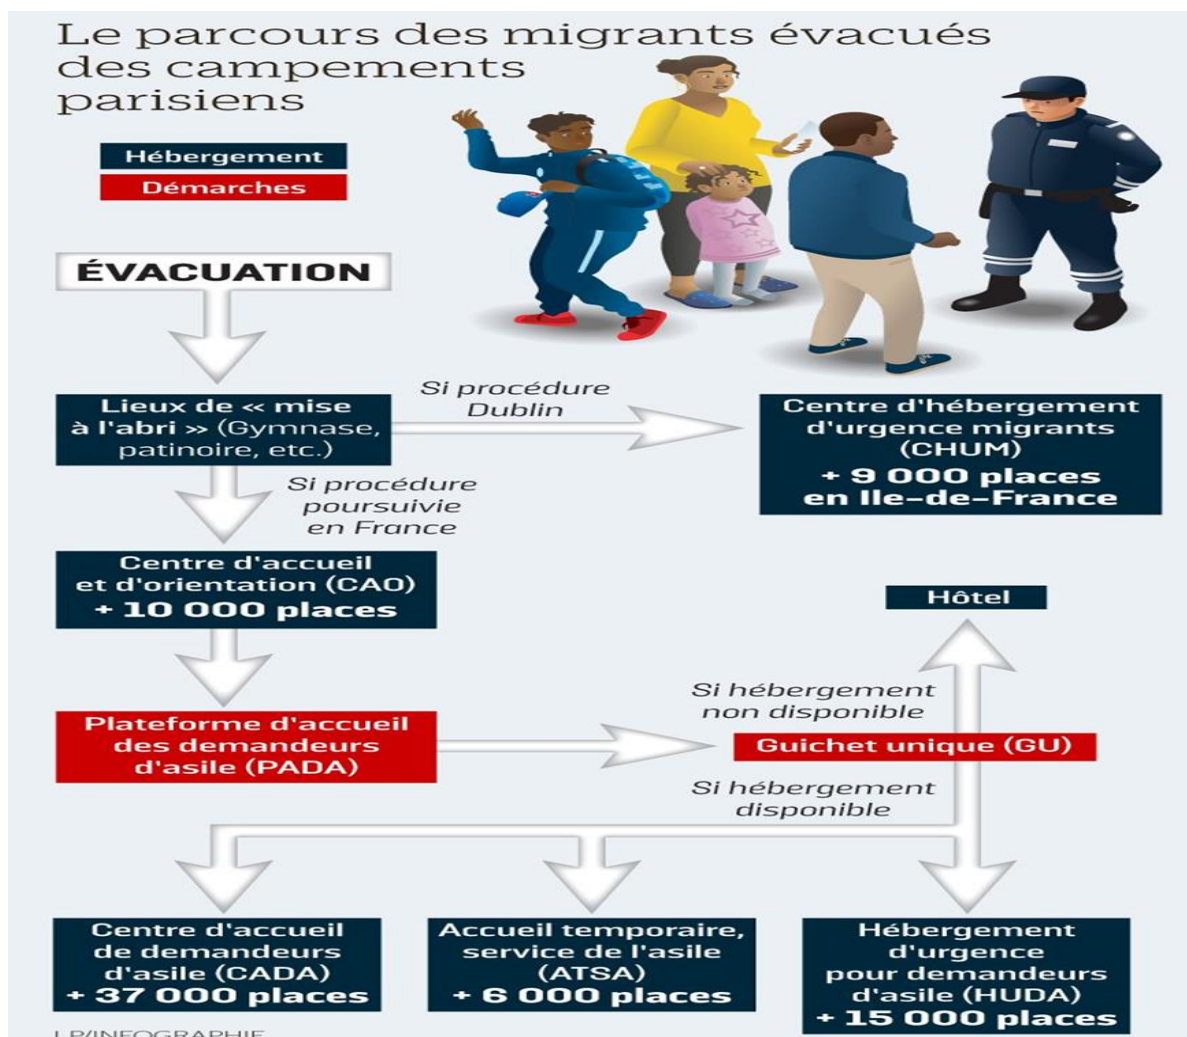 Le parcours des migrants évacués
des campements
parisiens
Hébergement
Démarches
ÉVACUATION
Lieux de « mise
à l'abri » (Gymnase,
patinoire, etc.)
Si procédure
Dublin
Centre d'hébergement
d'urgence migrants
(CHUM)
+ 9 000 places
en Ile-de-France
Si procédure
poursuivie
en France
Centre d'accueil
et d'orientation (CAO)
+ 10 000 places
Hôtel
Si hébergement
non disponible
Plateforme d'accueil
des demandeurs
d'asile (PADA)
Guichet unique (GU)
Si hébergement
disponible
Centre d'accueil
de demandeurs
d'asile (CADA)
+ 37 000 places
Accueil temporaire,
service de l'asile
(ATSA)
+ 6 000 places
Hébergement
d'urgence
pour demandeurs
d'asile (HUDA)
+ 15 000 places
LP/INFOGRAPHIE